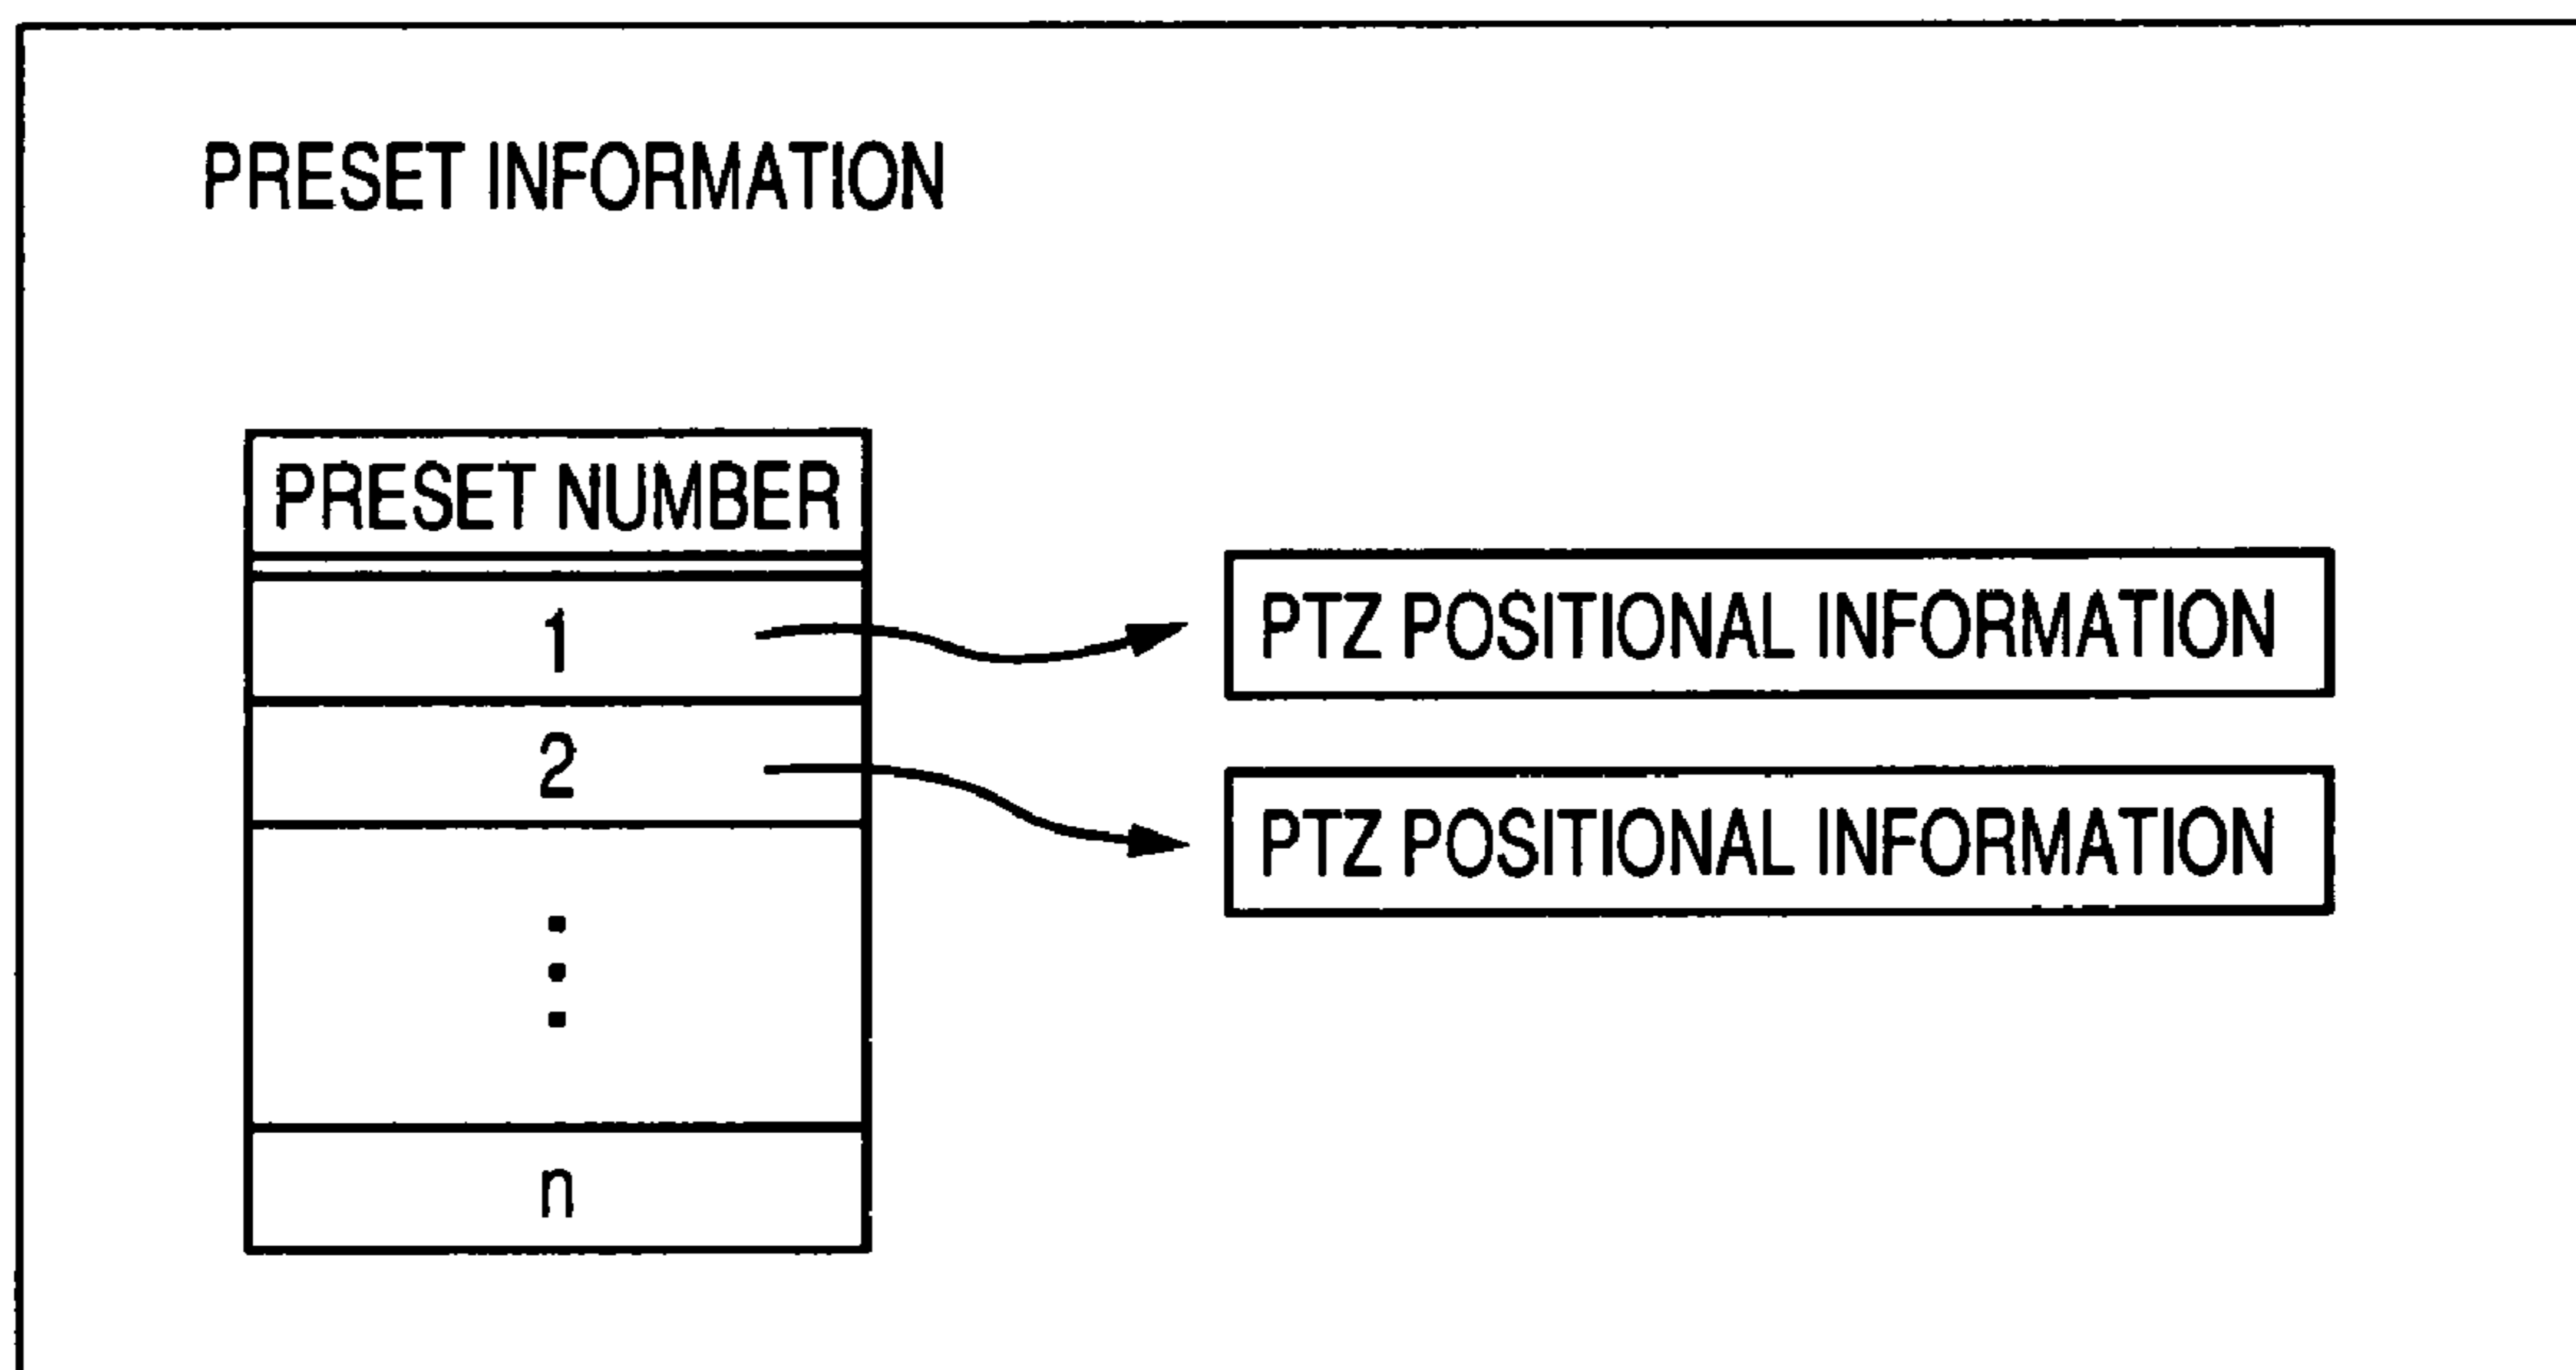 PRESET INFORMATION
PRESET NUMBER
1
PTZ POSITIONAL INFORMATION
2
PTZ POSITIONAL INFORMATION
n